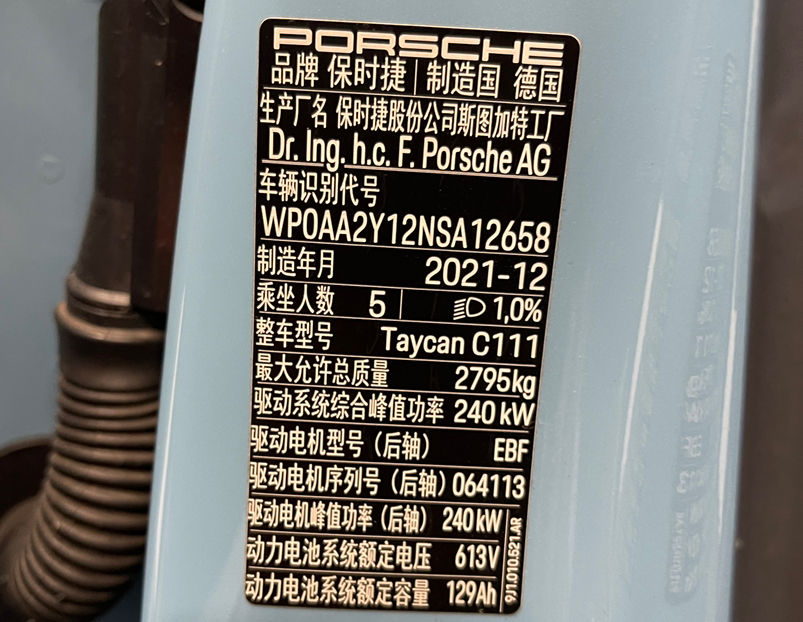 PORSCHE
品牌 保时捷 制造国 德国
生产厂名 保时捷股份公司斯图加特工厂
Dr. Ing. h.c. F. Porsche AG
车辆识别代号
WP0AA2Y12NSA12658
制造年月 2021-12
乘坐人数 5 1,0%
整车型号 Taycan C111
最大允许总质量 2795kg
驱动系统综合峰值功率 240 kW
驱动电机型号（后轴） EBF
驱动电机序列号（后轴） 064113
驱动电机峰值功率（后轴） 240 kW
动力电池系统额定电压 613V
动力电池系统额定容量 129Ah
9J1.010.521.AR